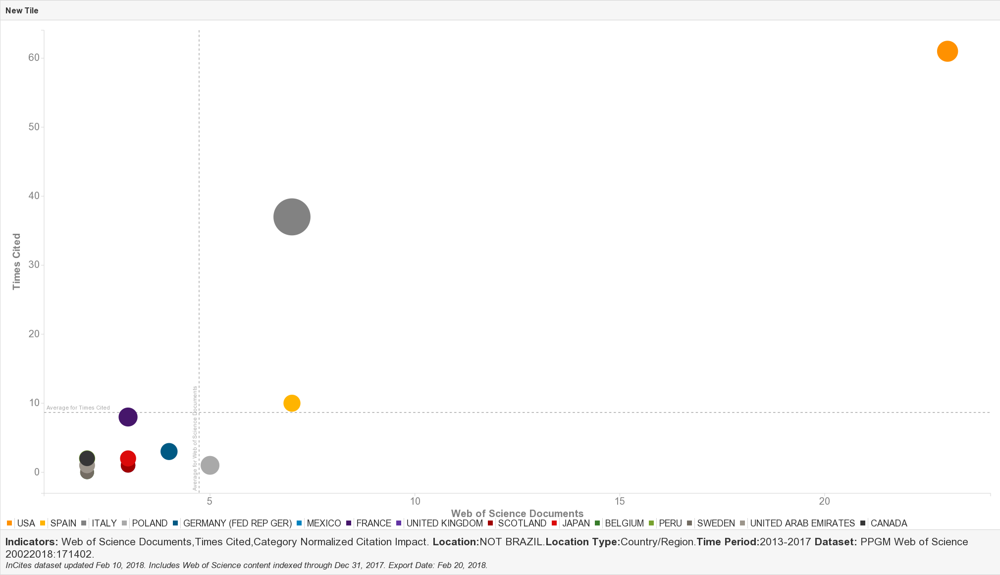 New Tile
60
50
40
30
20
10
0
Times Cited
Average for Times Cited
Average for Web of Science Documents
5
10
15
20
Web of Science Documents
USA SPAIN ITALY POLAND GERMANY (FED REP GER) MEXICO FRANCE UNITED KINGDOM SCOTLAND JAPAN BELGIUM PERU SWEDEN UNITED ARAB EMIRATES CANADA
Indicators: Web of Science Documents,Times Cited,Category Normalized Citation Impact. Location:NOT BRAZIL.Location Type:Country/Region.Time Period:2013-2017 Dataset: PPGM Web of Science
20022018:171402.
InCites dataset updated Feb 10, 2018. Includes Web of Science content indexed through Dec 31, 2017. Export Date: Feb 20, 2018.